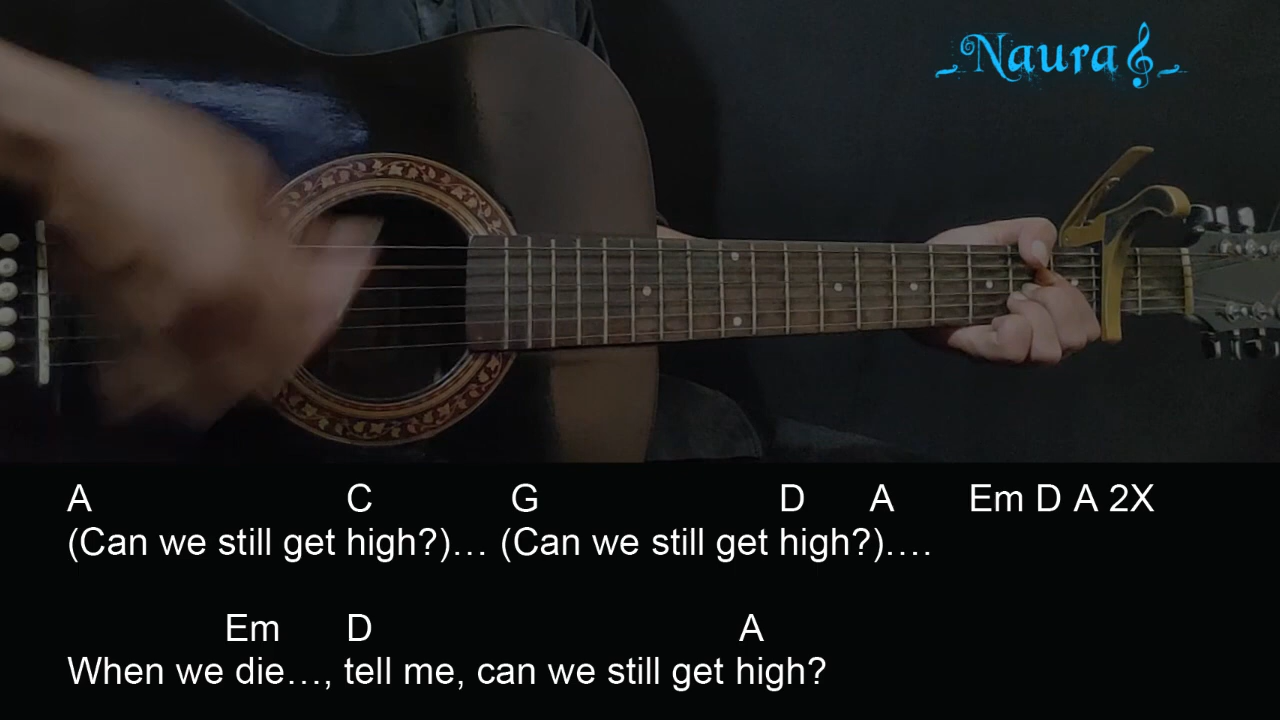 Naura
A C G D A Em D A 2X
(Can we still get high?)… (Can we still get high?)….
Em D A
When we die…, tell me, can we still get high?